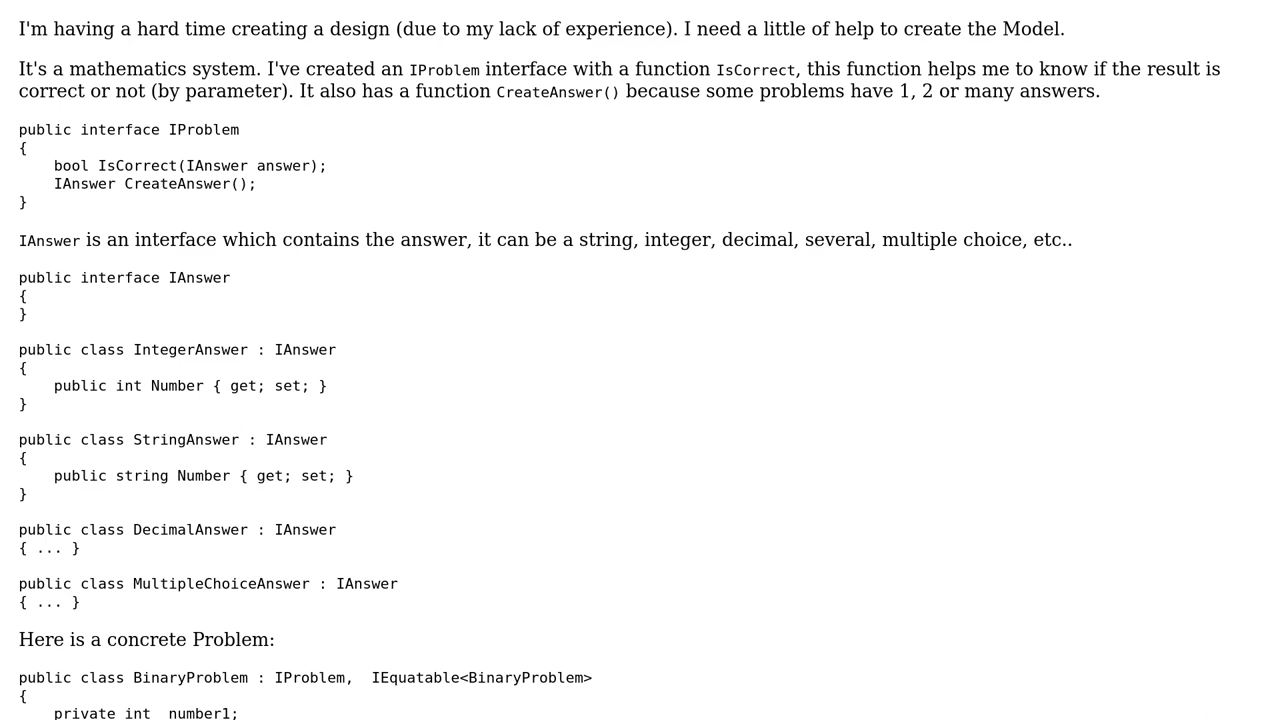 I'm having a hard time creating a design (due to my lack of experience). I need a little of help to create the Model.
It's a mathematics system. I've created an IProblem interface with a function IsCorrect, this function helps me to know if the result is
correct or not (by parameter). It also has a function CreateAnswer() because some problems have 1, 2 or many answers.
public interface IProblem
{
    bool IsCorrect(IAnswer answer);
    IAnswer CreateAnswer();
}
IAnswer is an interface which contains the answer, it can be a string, integer, decimal, several, multiple choice, etc..
public interface IAnswer
{
}
public class IntegerAnswer : IAnswer
{
    public int Number { get; set; }
}
public class StringAnswer : IAnswer
{
    public string Number { get; set; }
}
public class DecimalAnswer : IAnswer
{ ... }
public class MultipleChoiceAnswer : IAnswer
{ ... }
Here is a concrete Problem:
public class BinaryProblem : IProblem,  IEquatable<BinaryProblem>
{
    private int  number1;